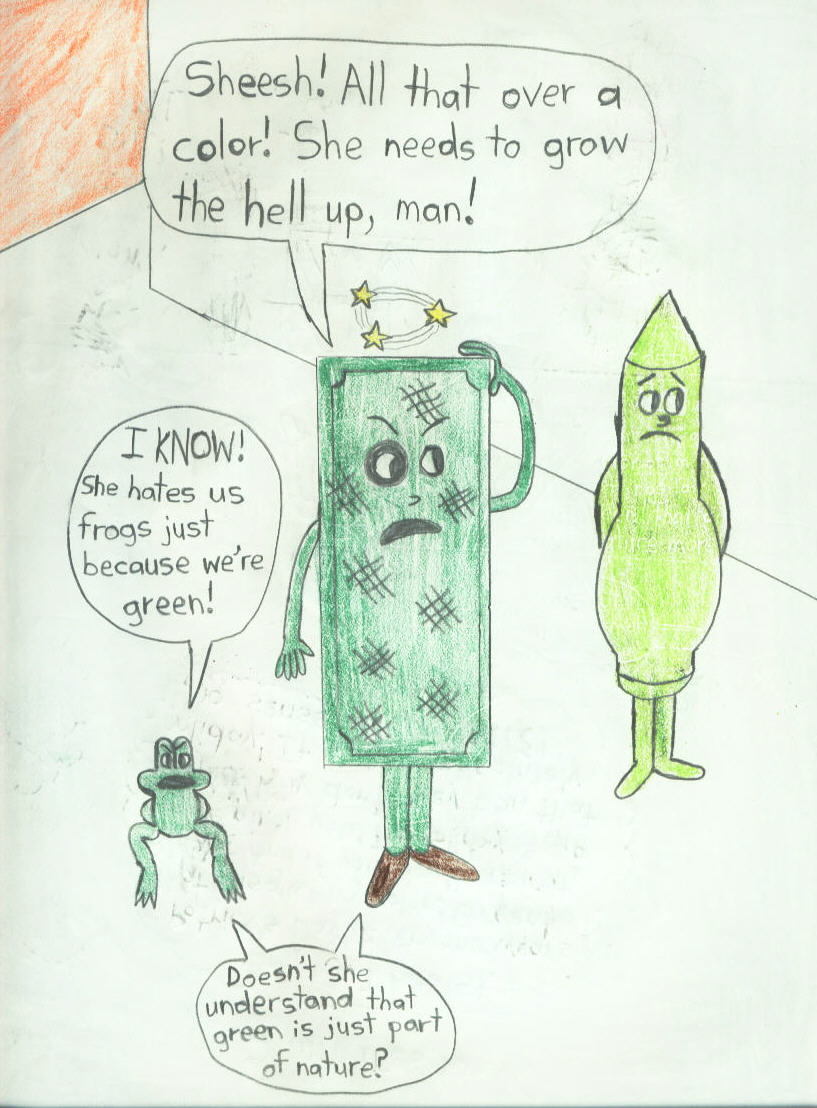 Sheesh! All that over a
color! She needs to grow
the hell up, man!
I KNOW!
She hates us
frogs just
because we're
green!
Doesn't she
understand that
green is just part
of nature?